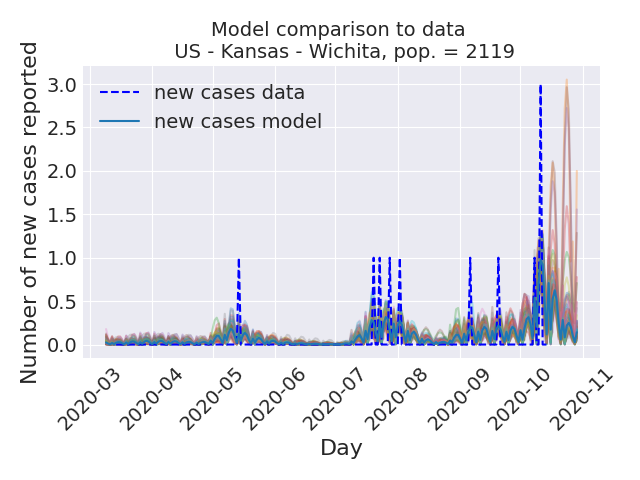 Model comparison to data
US - Kansas - Wichita, pop. = 2119
Number of new cases reported
3.0
2.5
2.0
1.5
1.0
0.5
0.0
new cases data
new cases model
2020-03
2020-04
2020-05
2020-06
2020-07
2020-08
2020-09
2020-10
2020-11
Day